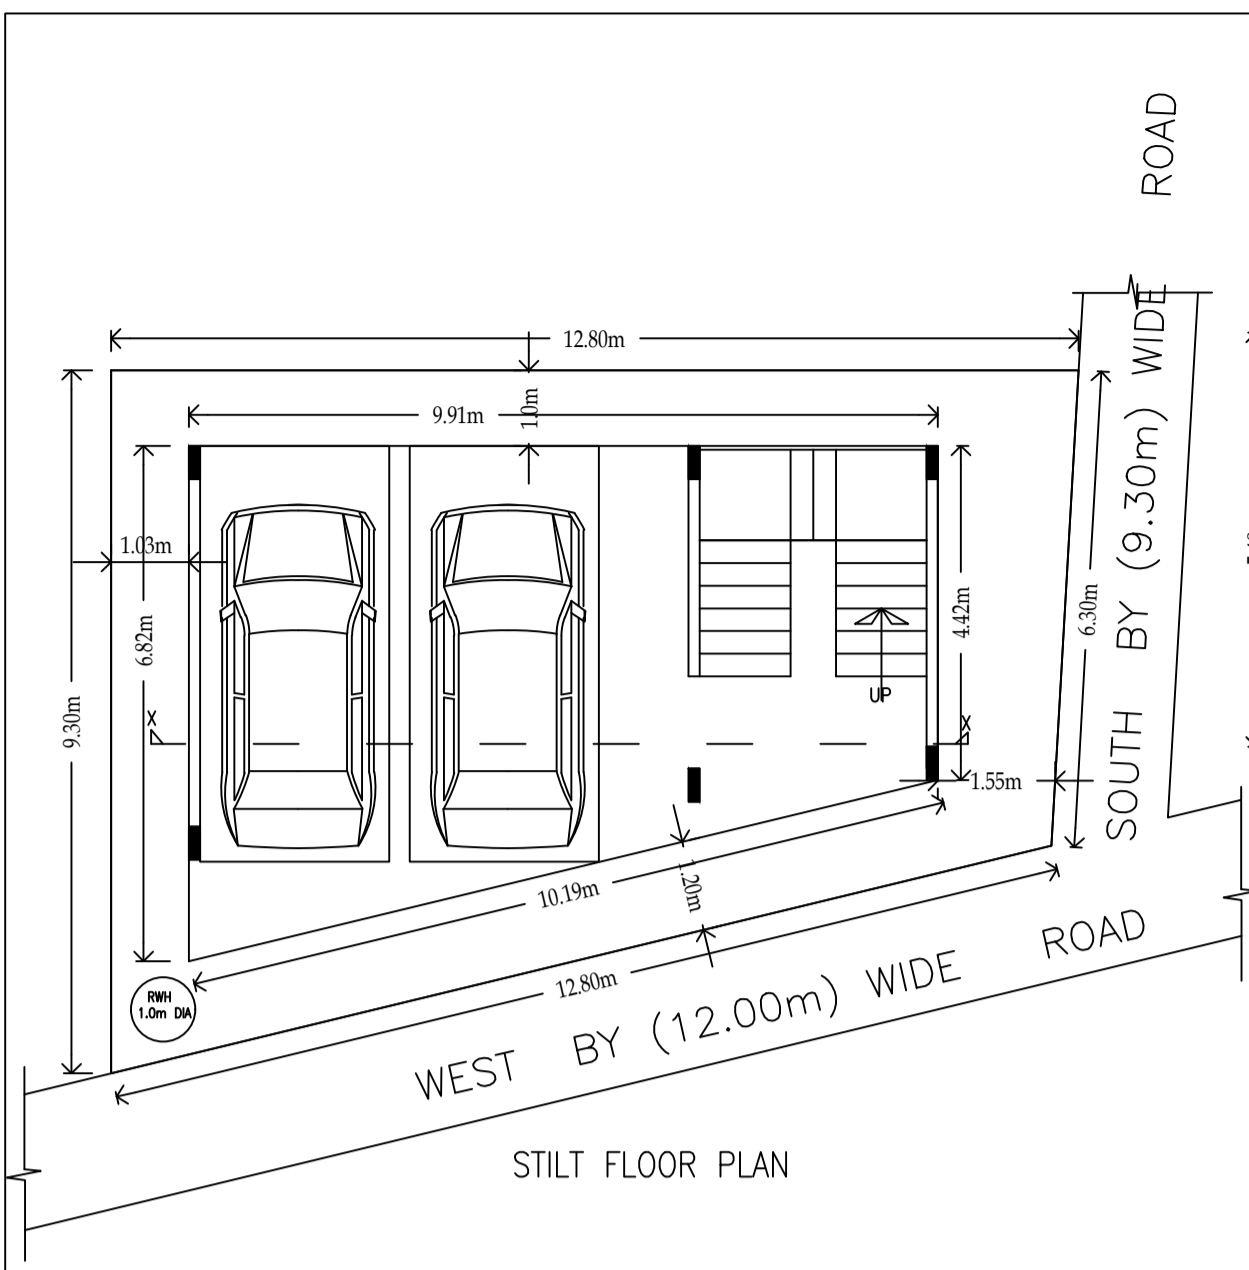 ROAD
SOUTH BY (9.30m) WIDE
12.80m
9.91m
1.0m
1.03m
6.82m
9.30m
4.42m
6.30m
UP
X
X
1.55m
1.20m
10.19m
12.80m
RWH
1.0m DIA
WEST BY (12.00m) WIDE ROAD
STILT FLOOR PLAN